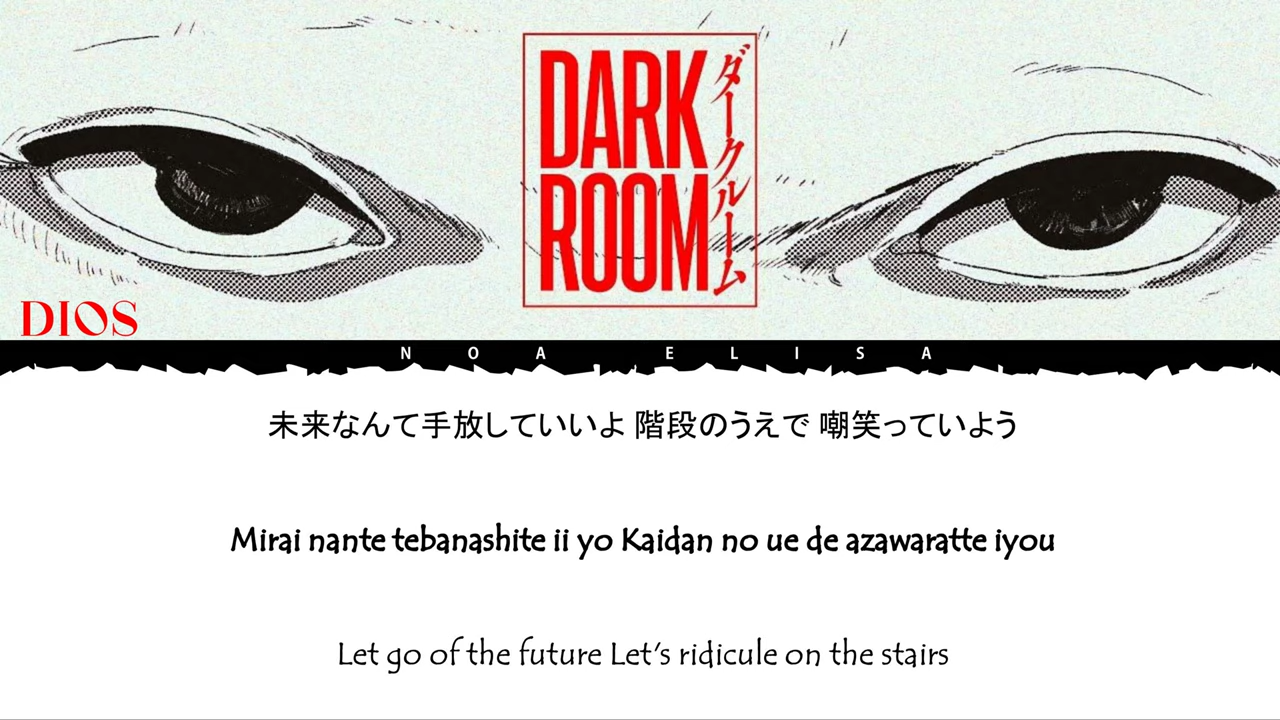 DARK
ROOM
ダークルーム
DIOS
NOA ELISA
未来なんて手放していいよ 階段のうえで 嘲笑っていよう
Mirai nante tebanashite ii yo Kaidan no ue de azawaratte iyou
Let go of the future Let's ridicule on the stairs